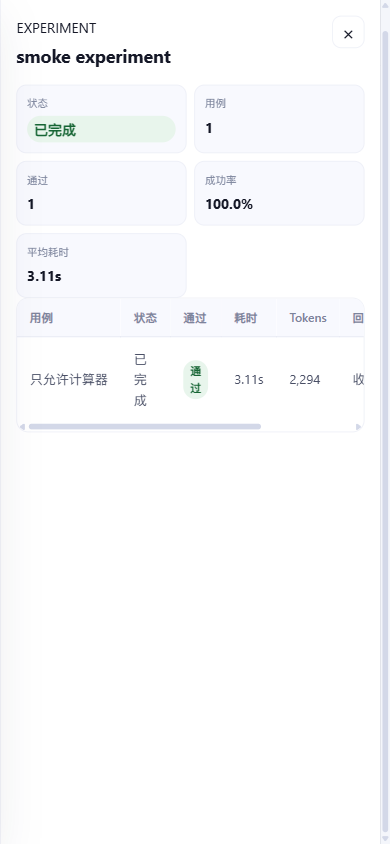 EXPERIMENT
×
smoke experiment
状态
已完成
用例
1
通过
1
成功率
100.0%
平均耗时
3.11s
用例 状态 通过 耗时 Tokens 回
只允许计算器 已完成 通过 3.11s 2,294 收